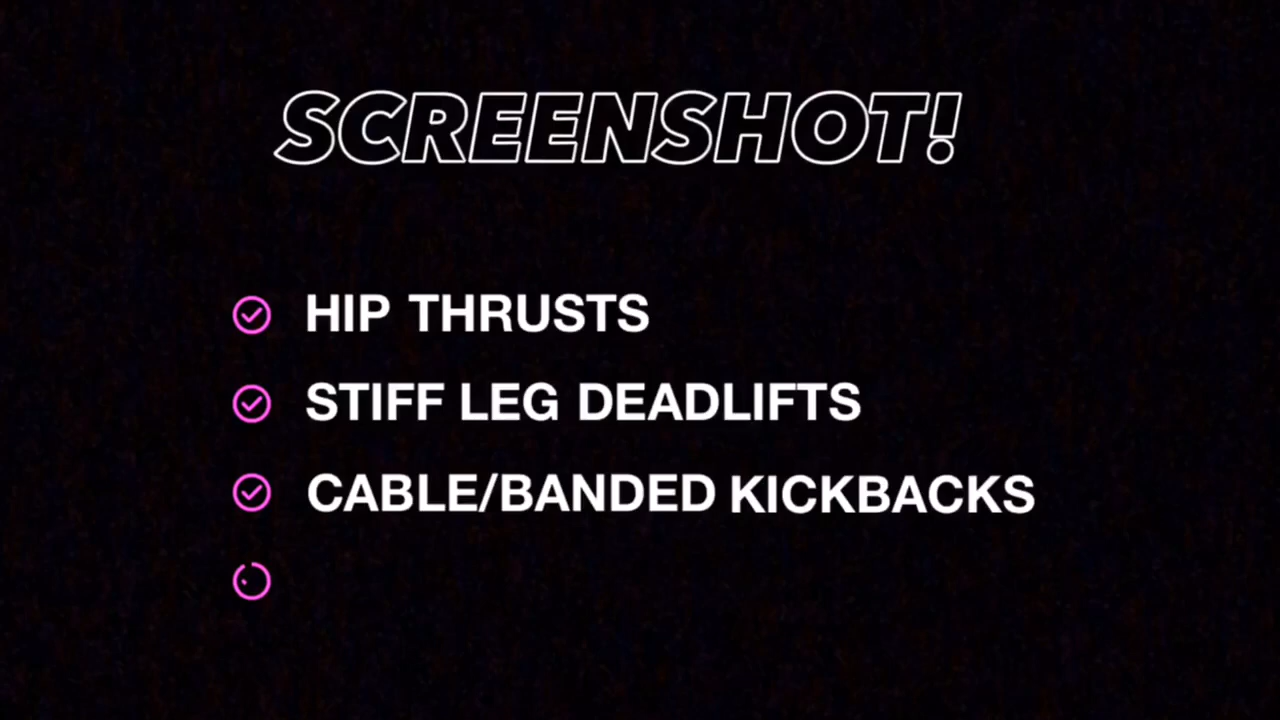 SCREENSHOT!
HIP THRUSTS
STIFF LEG DEADLIFTS
CABLE/BANDED KICKBACKS